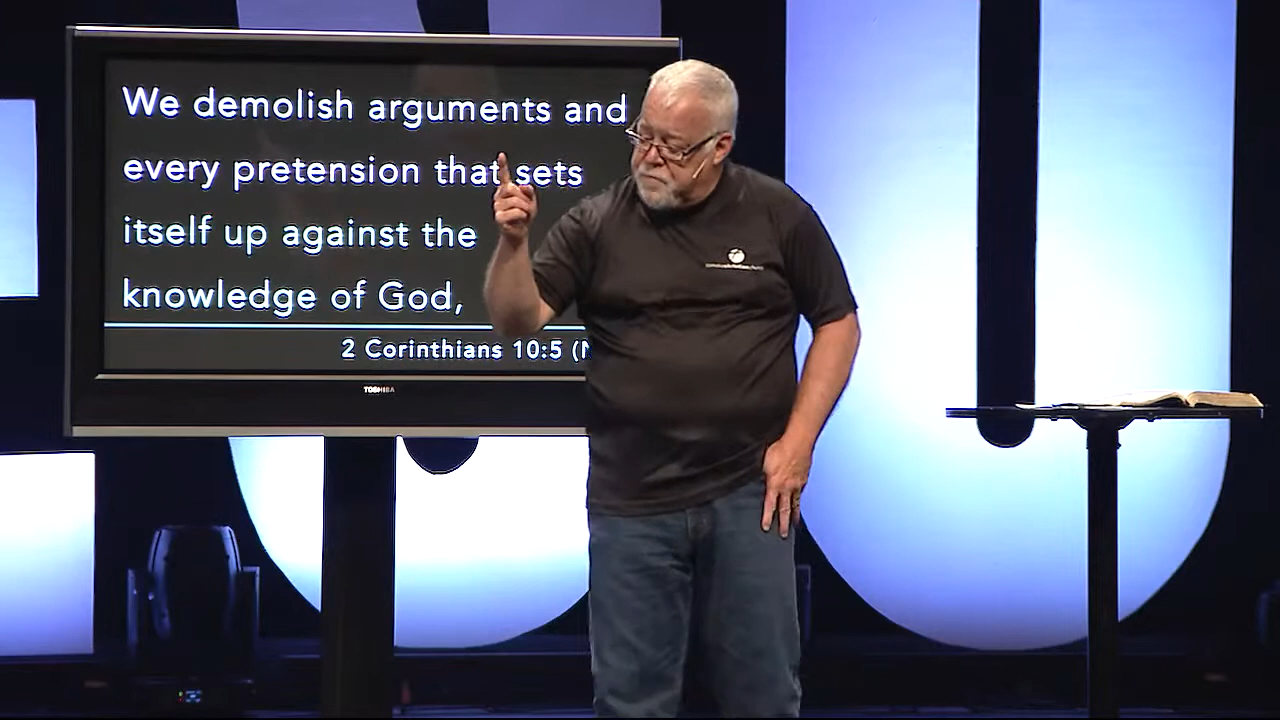 We demolish arguments and
every pretension that sets
itself up against the
knowledge of God,
2 Corinthians 10:5 (N
TOSHIBA